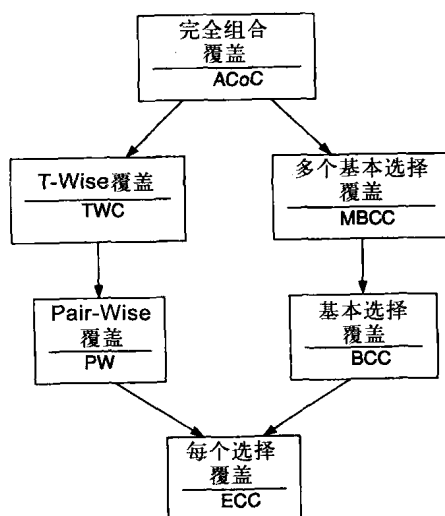 完全组合
覆盖
ACoC
T-Wise覆盖
TWC
多个基本选择
覆盖
MBCC
Pair-Wise
覆盖
PW
基本选择
覆盖
BCC
每个选择
覆盖
ECC